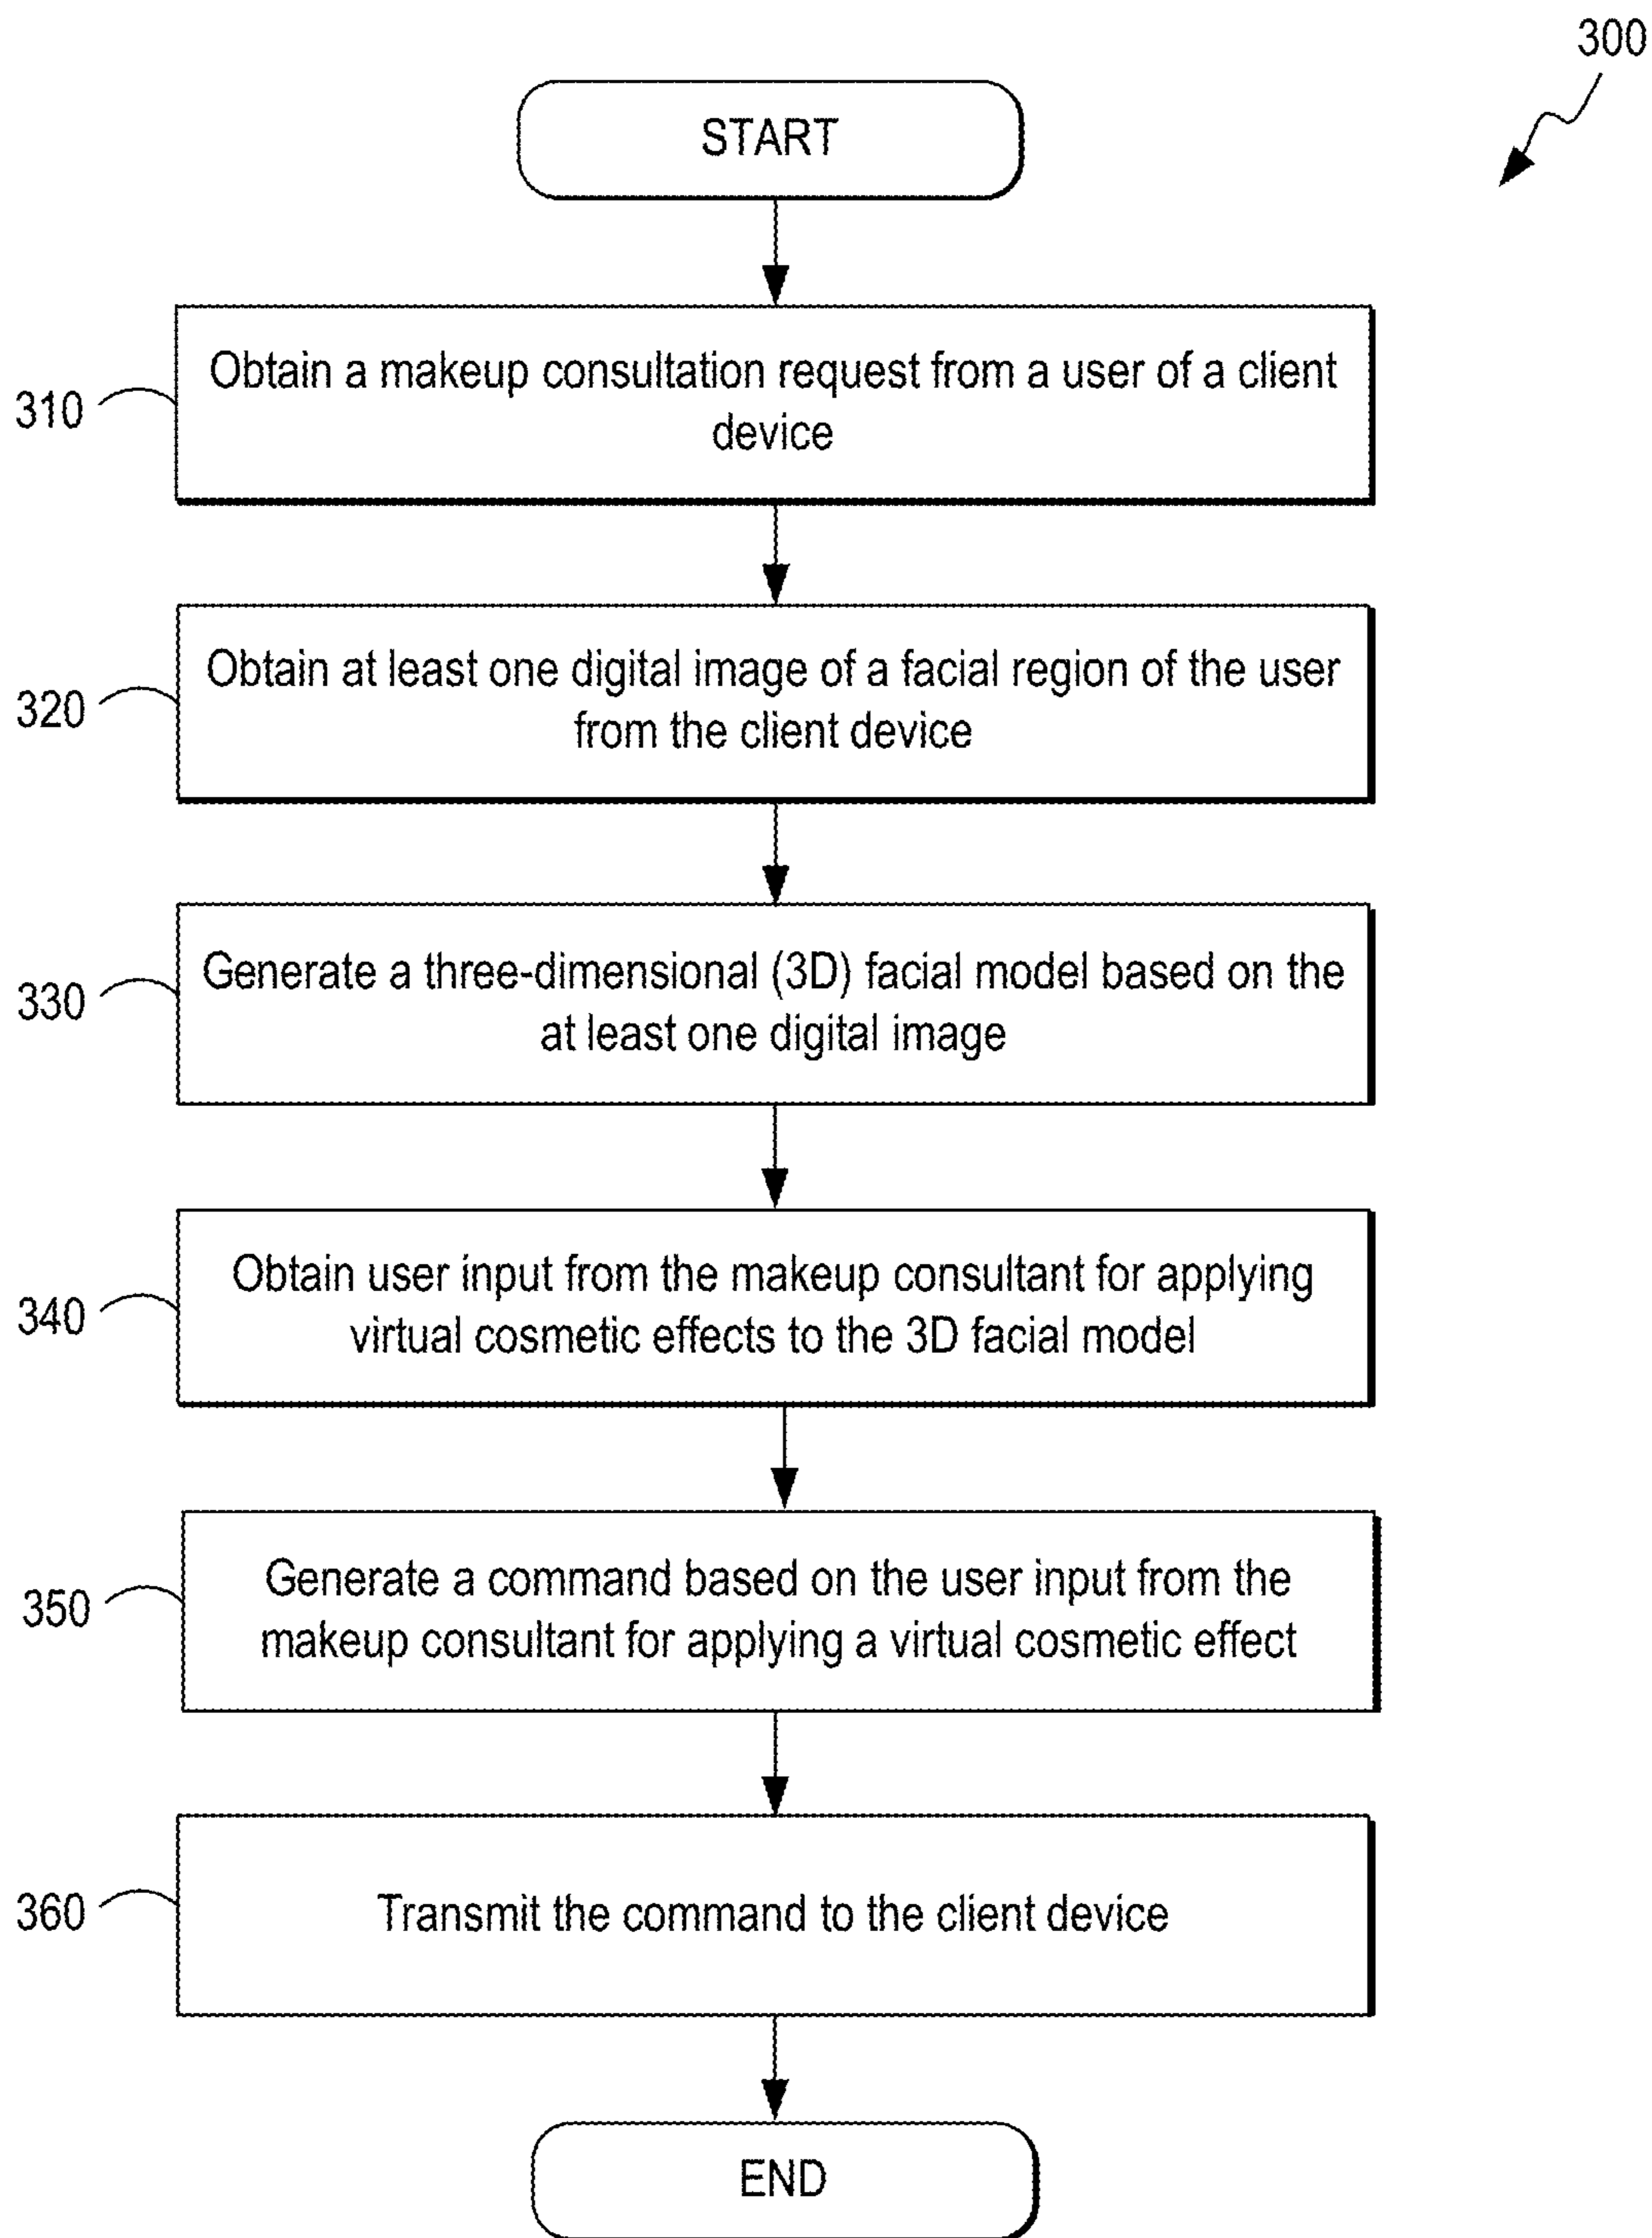 300
START
310
Obtain a makeup consultation request from a user of a client
device
320
Obtain at least one digital image of a facial region of the user
from the client device
330
Generate a three-dimensional (3D) facial model based on the
at least one digital image
340
Obtain user input from the makeup consultant for applying
virtual cosmetic effects to the 3D facial model
350
Generate a command based on the user input from the
makeup consultant for applying a virtual cosmetic effect
360
Transmit the command to the client device
END